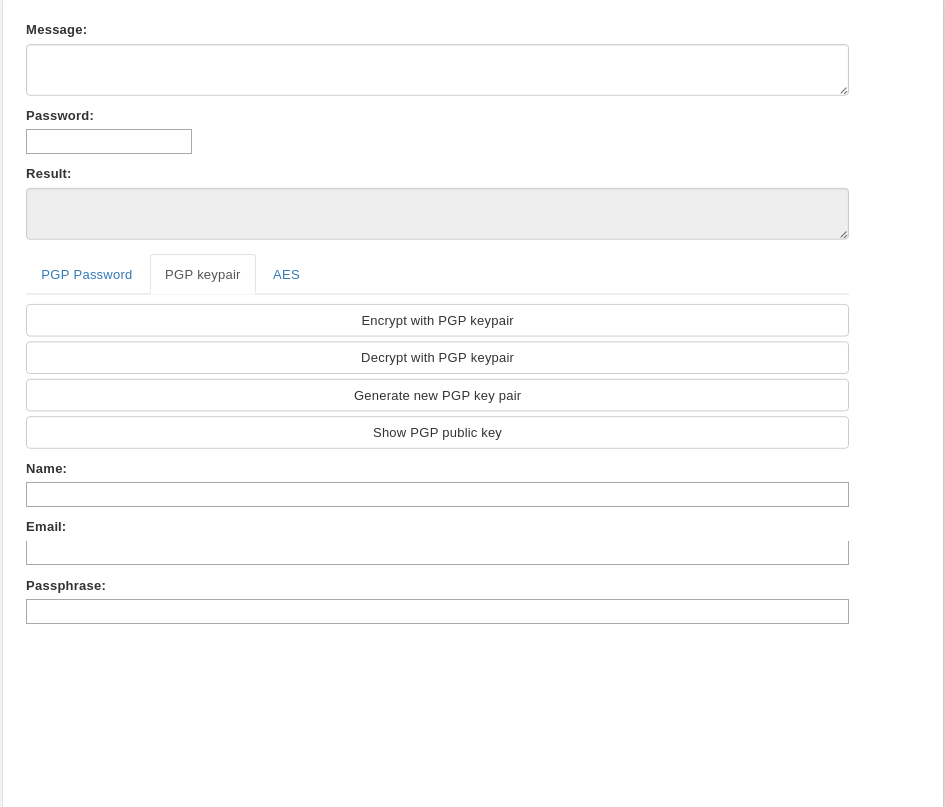 Message:
Password:
Result:
PGP Password PGP keypair AES
Encrypt with PGP keypair
Decrypt with PGP keypair
Generate new PGP key pair
Show PGP public key
Name:
Email:
Passphrase: